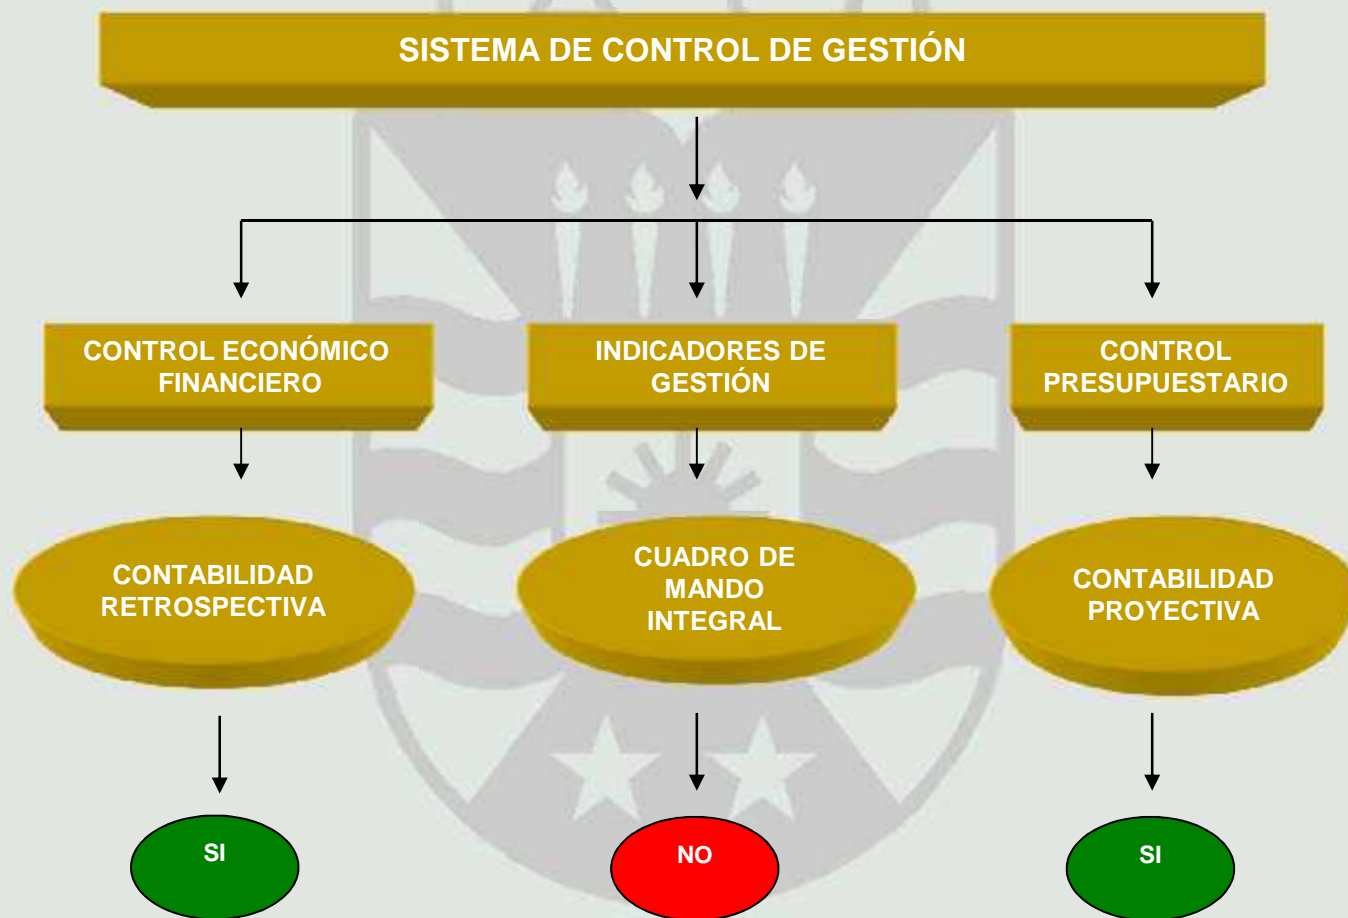 SISTEMA DE CONTROL DE GESTIÓN
CONTROL ECONÓMICO
FINANCIERO
INDICADORES DE
GESTIÓN
CONTROL
PRESUPUESTARIO
CONTABILIDAD
RETROSPECTIVA
CUADRO DE
MANDO
INTEGRAL
CONTABILIDAD
PROYECTIVA
SI
NO
SI